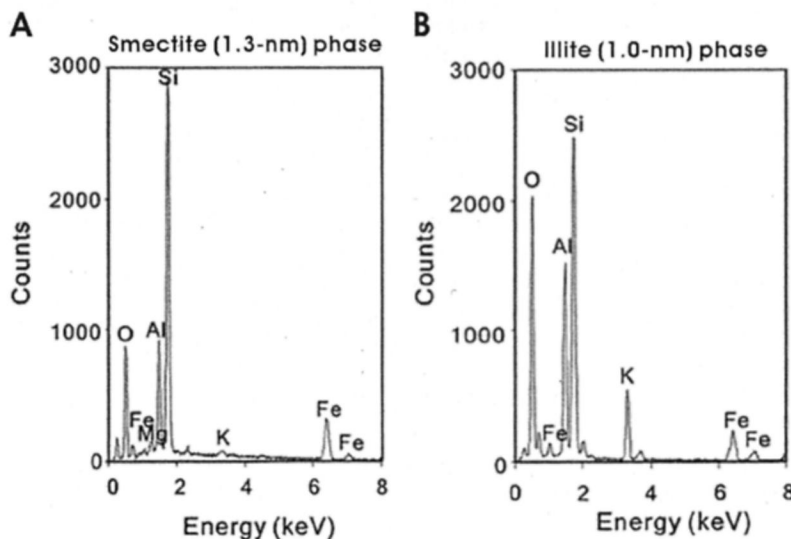 A
Smectite (1.3-nm) phase
3000
2000
1000
0
Counts
Si
O
Al
Fe
Mg
K
Fe
Fe
0 2 4 6 8
Energy (keV)
B
Illite (1.0-nm) phase
3000
2000
1000
0
Counts
Si
O
Al
K
Fe
Fe
Fe
0 2 4 6 8
Energy (keV)